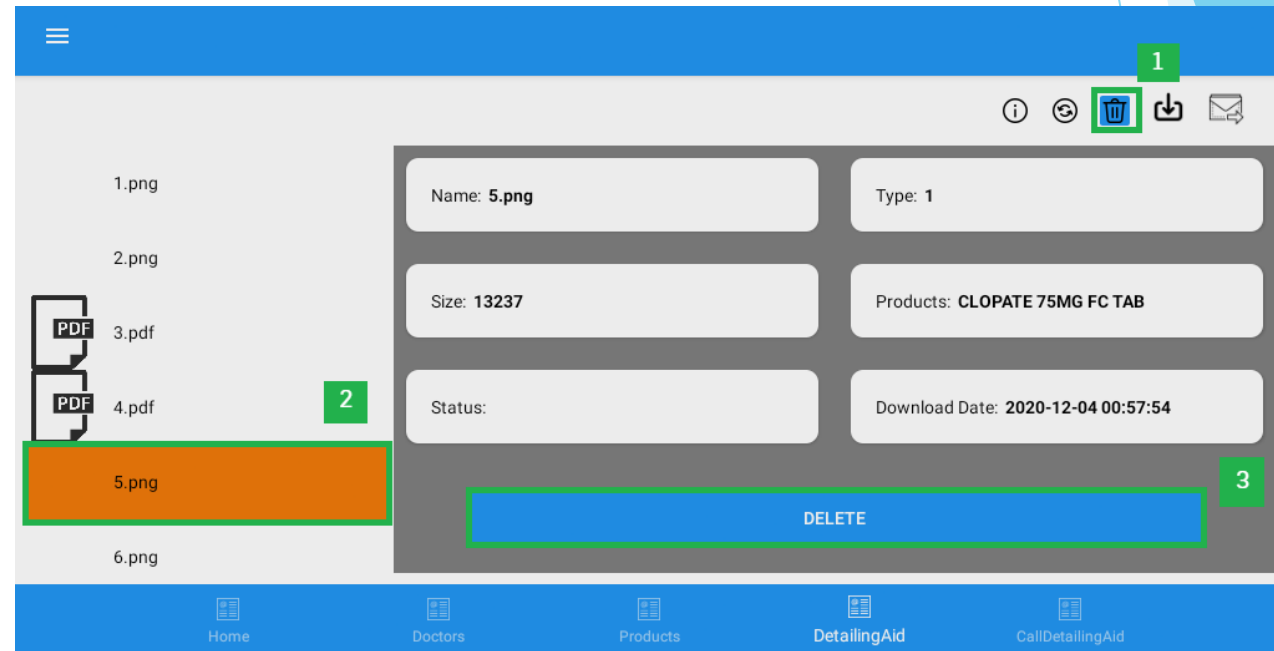 1
1.png
Name: 5.png
Type: 1
2.png
Size: 13237
Products: CLOPATE 75MG FC TAB
PDF
3.pdf
PDF
4.pdf
2
Status:
Download Date: 2020-12-04 00:57:54
5.png
3
DELETE
6.png
Home
Doctors
Products
DetailingAid
CallDetailingAid